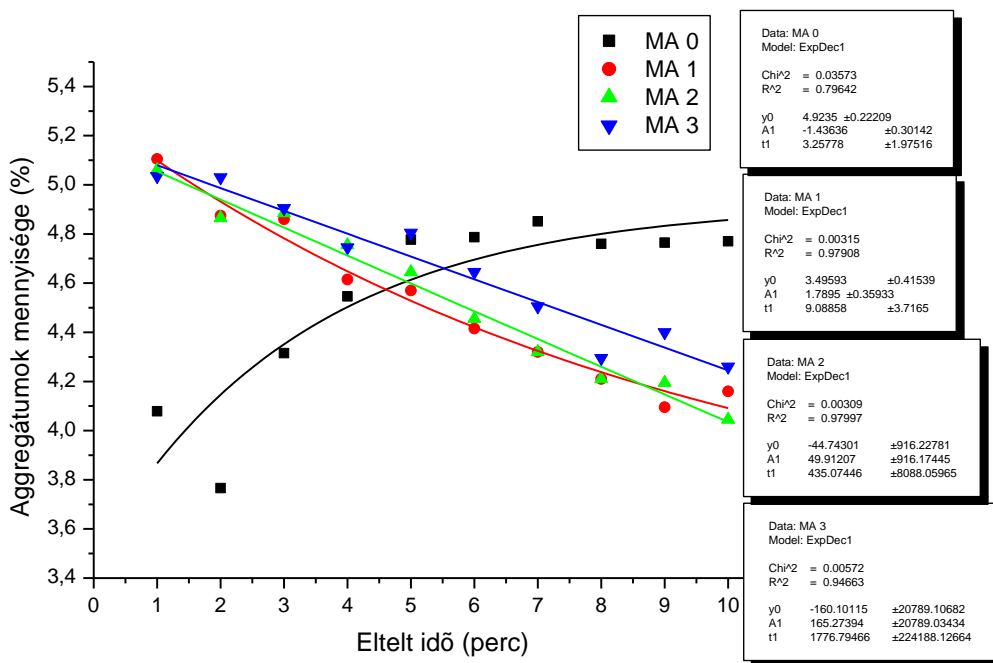 MA 0
MA 1
MA 2
MA 3
Aggregátumok mennyisége (%)
5,4
5,2
5,0
4,8
4,6
4,4
4,2
4,0
3,8
3,6
3,4
0 1 2 3 4 5 6 7 8 9 10
Eltelt idõ (perc)
Data: MA 0
Model: ExpDec1
Chi^2 = 0.03573
R^2 = 0.79642
y0 4.9235 ±0.22209
A1 -1.43636 ±0.30142
t1 3.25778 ±1.97516
Data: MA 1
Model: ExpDec1
Chi^2 = 0.00315
R^2 = 0.97908
y0 3.49593 ±0.41539
A1 1.7895 ±0.35933
t1 9.08858 ±3.7165
Data: MA 2
Model: ExpDec1
Chi^2 = 0.00309
R^2 = 0.97997
y0 -44.74301 ±916.22781
A1 49.91207 ±916.17445
t1 435.07446 ±8088.05965
Data: MA 3
Model: ExpDec1
Chi^2 = 0.00572
R^2 = 0.94663
y0 -160.10115 ±20789.10682
A1 165.27394 ±20789.03434
t1 1776.79466 ±224188.12664